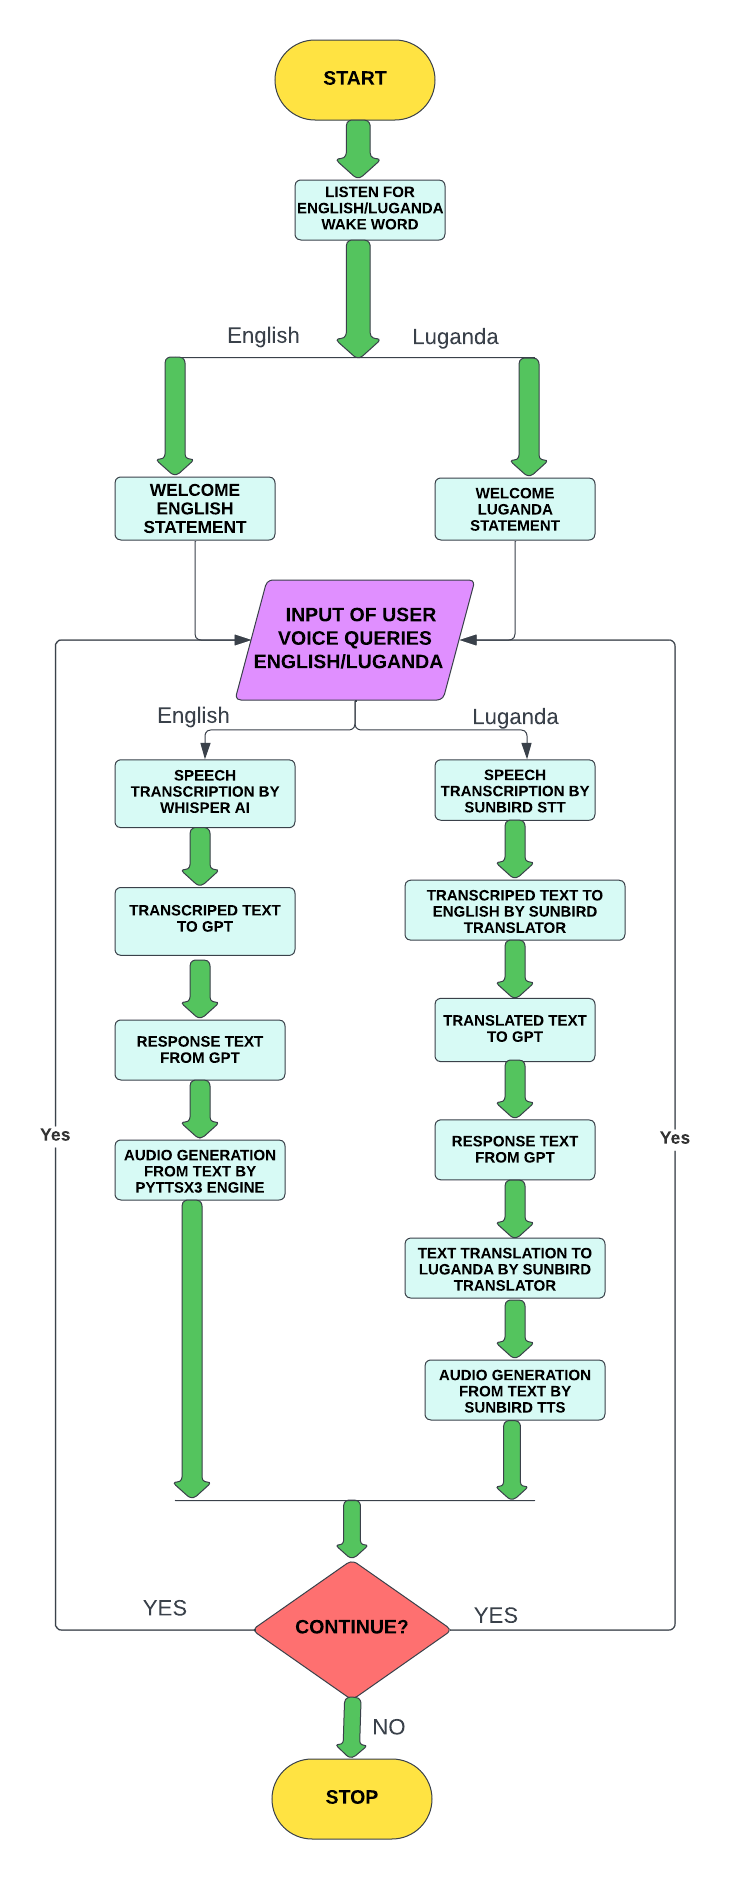 START
LISTEN FOR
ENGLISH/LUGANDA
WAKE WORD
English
Luganda
WELCOME
ENGLISH
STATEMENT
WELCOME
LUGANDA
STATEMENT
INPUT OF USER
VOICE QUERIES
ENGLISH/LUGANDA
English
Luganda
SPEECH
TRANSCRIPTION BY
WHISPER AI
SPEECH
TRANSCRIPTION BY
SUNBIRD STT
TRANSCRIPED TEXT
TO GPT
TRANSCRIPED TEXT TO
ENGLISH BY SUNBIRD
TRANSLATOR
RESPONSE TEXT
FROM GPT
TRANSLATED TEXT
TO GPT
Yes
Yes
AUDIO GENERATION
FROM TEXT BY
PYTTSX3 ENGINE
RESPONSE TEXT
FROM GPT
TEXT TRANSLATION TO
LUGANDA BY SUNBIRD
TRANSLATOR
AUDIO GENERATION
FROM TEXT BY
SUNBIRD TTS
YES
CONTINUE?
YES
NO
STOP